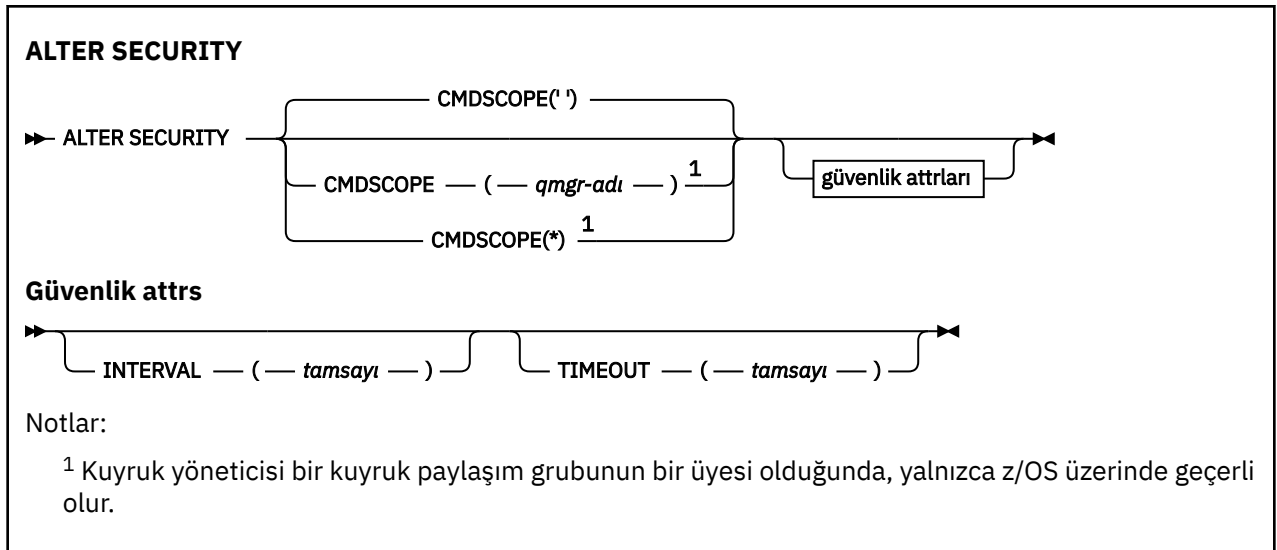 ALTER SECURITY
CMDSCOPE(' ')
ALTER SECURITY
CMDSCOPE ( qmgr-adı ) 1
güvenlik attrları
CMDSCOPE(*) 1
Güvenlik attrs
INTERVAL ( tamsayı ) TIMEOUT ( tamsayı )
Notlar:
1 Kuyruk yöneticisi bir kuyruk paylaşım grubunun bir üyesi olduğunda, yalnızca z/OS üzerinde geçerli
olur.